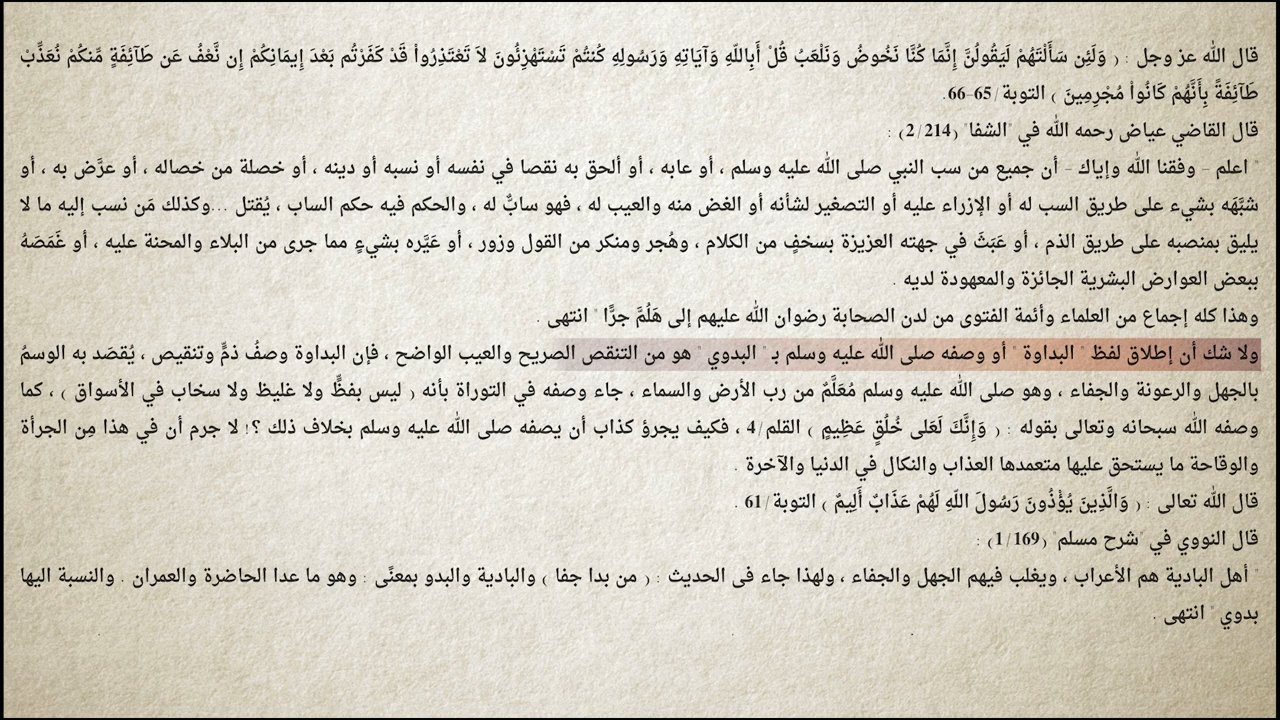 قال الله عز وجل : ( وَلَئِن سَأَلْتَهُمْ لَيَقُولُنَّ إِنَّمَا كُنَّا نَخُوضُ وَنَلْعَبُ قُلْ أَبِاللّهِ وَآيَاتِهِ وَرَسُولِهِ كُنتُمْ تَسْتَهْزِئُونَ لاَ تَعْتَذِرُواْ قَدْ كَفَرْتُم بَعْدَ إِيمَانِكُمْ إِن نَّعْفُ عَن طَآئِفَةٍ مِّنكُمْ نُعَذِّبْ
طَآئِفَةً بِأَنَّهُمْ كَانُواْ مُجْرِمِينَ ) التوبة/65-66.
قال القاضي عياض رحمه الله في "الشفا" (2/214) :
" اعلم - وفقنا الله وإياك - أن جميع من سب النبي صلى الله عليه وسلم ، أو عابه ، أو ألحق به نقصا في نفسه أو نسبه أو دينه ، أو خصلة من خصاله ، أو عرَّض به ، أو
شبَّهه بشيء على طريق السب له أو الإزراء عليه أو التصغير لشأنه أو الغض منه والعيب له ، فهو سابٌّ له ، والحكم فيه حكم الساب ، يُقتل ...وكذلك مَن نسب إليه ما لا
يليق بمنصبه على طريق الذم ، أو عَبَثَ في جهته العزيزة بسخفٍ من الكلام ، وهُجر ومنكر من القول وزور ، أو عَيَّره بشيءٍ مما جرى من البلاء والمحنة عليه ، أو غَمَصَهُ
ببعض العوارض البشرية الجائزة والمعهودة لديه .
وهذا كله إجماع من العلماء وأئمة الفتوى من لدن الصحابة رضوان الله عليهم إلى هَلُمَّ جرًّا " انتهى .
ولا شك أن إطلاق لفظ " البداوة " أو وصفه صلى الله عليه وسلم بـ " البدوي " هو من التنقص الصريح والعيب الواضح ، فإن البداوة وصفُ ذمٍّ وتنقيص ، يُقصَد به الوسمُ
بالجهل والرعونة والجفاء ، وهو صلى الله عليه وسلم مُعَلَّمٌ من رب الأرض والسماء ، جاء وصفه في التوراة بأنه ( ليس بفظٍّ ولا غليظ ولا سخاب في الأسواق ) ، كما
وصفه الله سبحانه وتعالى بقوله : ( وَإِنَّكَ لَعَلى خُلُقٍ عَظِيمٍ ) القلم/4 ، فكيف يجرؤ كذاب أن يصفه صلى الله عليه وسلم بخلاف ذلك ؟! لا جرم أن في هذا مِن الجرأة
والوقاحة ما يستحق عليها متعمدها العذاب والنكال في الدنيا والآخرة .
قال الله تعالى : ( وَالَّذِينَ يُؤْذُونَ رَسُولَ اللّهِ لَهُمْ عَذَابٌ أَلِيمٌ ) التوبة/61 .
قال النووي في "شرح مسلم" (1/169) :
" أهل البادية هم الأعراب ، ويغلب فيهم الجهل والجفاء ، ولهذا جاء فى الحديث : ( من بدا جفا ) والبادية والبدو بمعنًى : وهو ما عدا الحاضرة والعمران . والنسبة اليها
بدوي " انتهى .